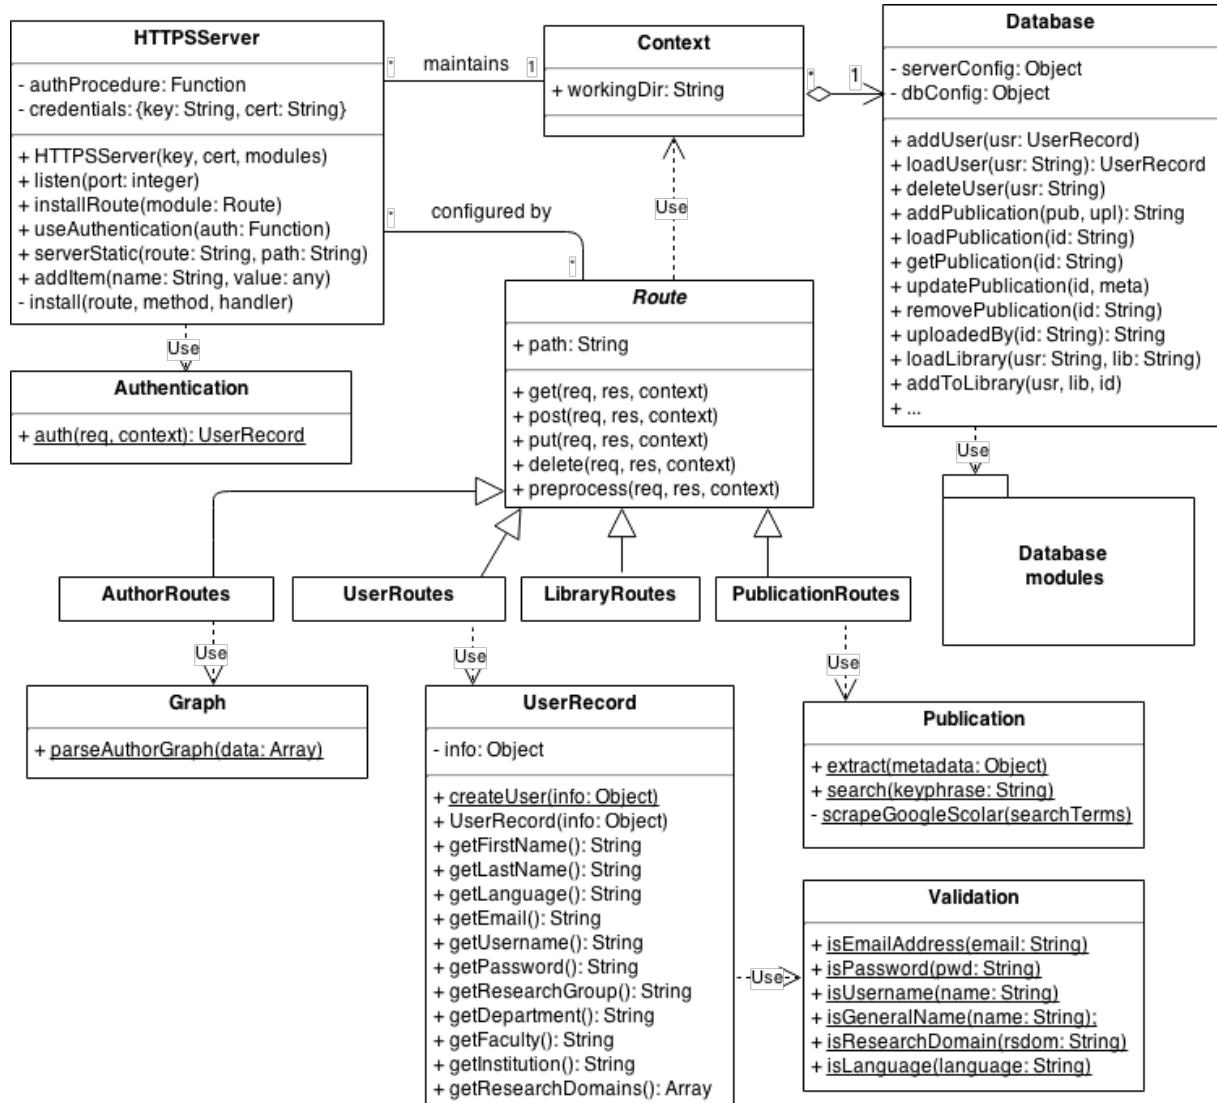 HTTPSServer
- authProcedure: Function
- credentials: {key: String, cert: String}
+ HTTPSServer(key, cert, modules)
+ listen(port: integer)
+ installRoute(module: Route)
+ useAuthentication(auth: Function)
+ serverStatic(route: String, path: String)
+ addItem(name: String, value: any)
- install(route, method, handler)
* maintains 1
Context
+ workingDir: String
* 1
Database
- serverConfig: Object
- dbConfig: Object
+ addUser(usr: UserRecord)
+ loadUser(usr: String): UserRecord
+ deleteUser(usr: String)
+ addPublication(pub, upl): String
+ loadPublication(id: String)
+ getPublication(id: String)
+ updatePublication(id, meta)
+ removePublication(id: String)
+ uploadedBy(id: String): String
+ loadLibrary(usr: String, lib: String)
+ addToLibrary(usr, lib, id)
+ ...
Use
* configured by
*
Use
Authentication
+ auth(req, context): UserRecord
Route
+ path: String
+ get(req, res, context)
+ post(req, res, context)
+ put(req, res, context)
+ delete(req, res, context)
+ preprocess(req, res, context)
Use
Database
modules
AuthorRoutes
UserRoutes
LibraryRoutes
PublicationRoutes
Use
Use
Use
Graph
+ parseAuthorGraph(data: Array)
UserRecord
- info: Object
+ createUser(info: Object)
+ UserRecord(info: Object)
+ getFirstName(): String
+ getLastName(): String
+ getLanguage(): String
+ getEmail(): String
+ getUsername(): String
+ getPassword(): String
+ getResearchGroup(): String
+ getDepartment(): String
+ getFaculty(): String
+ getInstitution(): String
+ getResearchDomains(): Array
Publication
+ extract(metadata: Object)
+ search(keyphrase: String)
- scrapeGoogleScolar(searchTerms)
Use
Validation
+ isEmailAddress(email: String)
+ isPassword(pwd: String)
+ isUsername(name: String)
+ isGeneralName(name: String);
+ isResearchDomain(rsdom: String)
+ isLanguage(language: String)